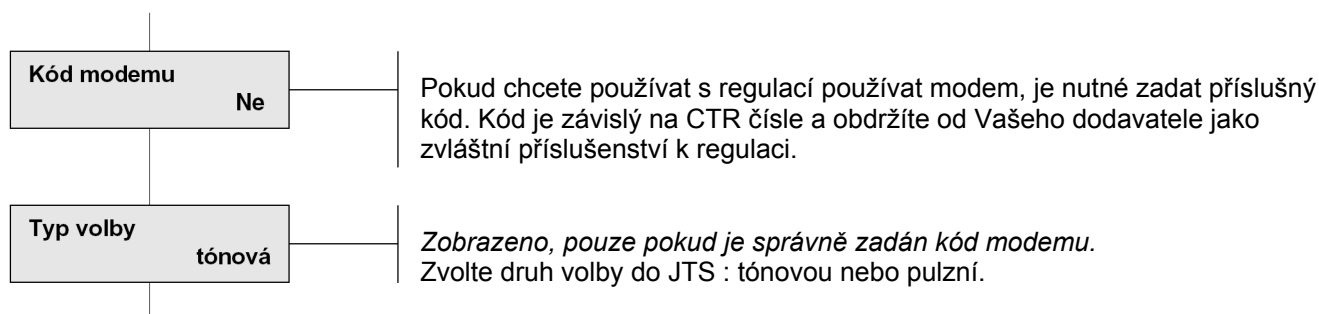 Kód modemu
Ne
Pokud chcete používat s regulací používat modem, je nutné zadat příslušný
kód. Kód je závislý na CTR čísle a obdržíte od Vašeho dodavatele jako
zvláštní příslušenství k regulaci.
Typ volby
tónová
Zobrazeno, pouze pokud je správně zadán kód modemu.
Zvolte druh volby do JTS : tónovou nebo pulzní.